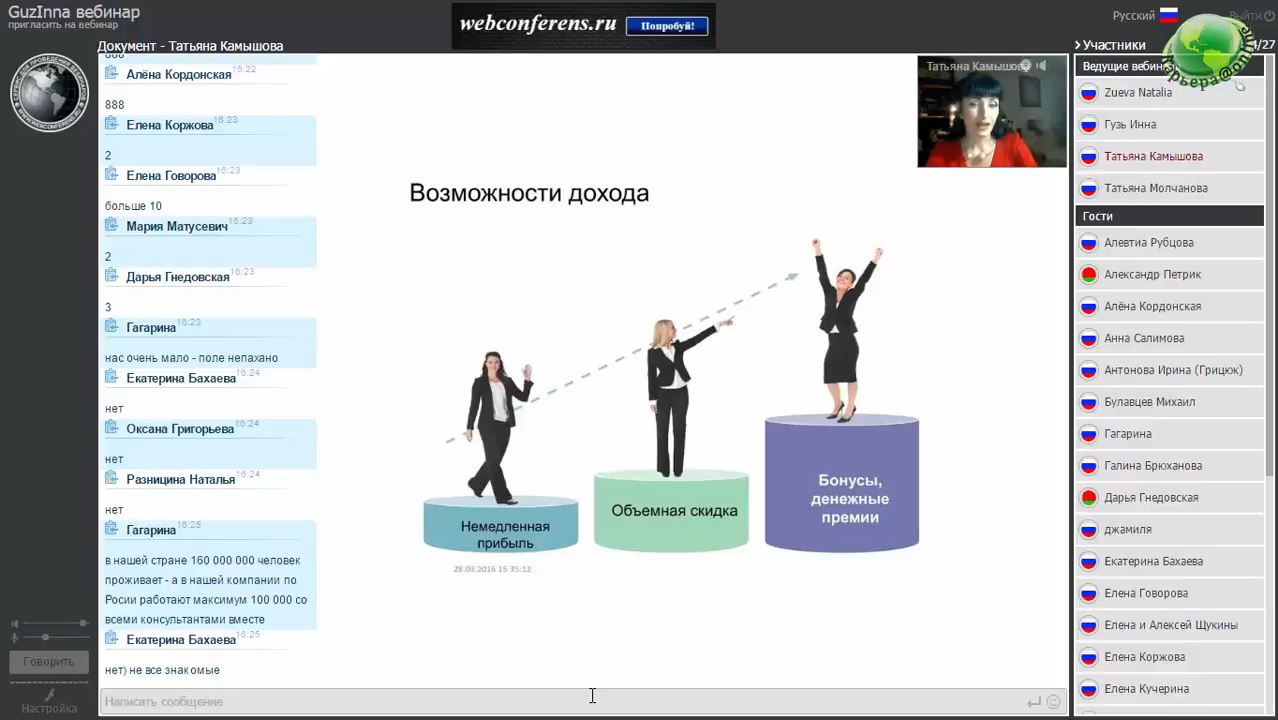 GuzInna вебинар
пригласить на вебинар
webconferens.ru Попробуй!
Русский
Выйти
Документ - Татьяна Камышова
888
Алёна Кордонская 16:22
888
Елена Коржова 16:23
2
Елена Говорова 16:23
больше 10
Мария Матусевич 16:23
2
Дарья Гнедовская 16:23
3
Гагарина 16:23
нас очень мало - поле непахано
Екатерина Бахаева 16:24
нет
Оксана Григорьева 16:24
нет
Разницина Наталья 16:24
нет
Гагарина 16:25
в нашей стране 160 000 000 человек
проживает - а в нашей компании по
Росии работают максимум 100 000 со
всеми консультантами вместе
Екатерина Бахаева 16:25
нет) не все знакомые
Написать сообщение
Говорить
Настройка
Возможности дохода
Немедленная
прибыль
Объемная скидка
Бонусы,
денежные
премии
28.03.2016 15:35:12
Татьяна Камышова
Участники
/27
Ведущие
Zueva Natalia
Гузь Инна
Татьяна Камышова
Татьяна Молчанова
Гости
Алевтиа Рубцова
Александр Петрик
Алёна Кордонская
Анна Салимова
Антонова Ирина (Грицюк)
Булавцев Михаил
Гагарина
Галина Брюханова
Дарья Гнедовская
джамиля
Екатерина Бахаева
Елена Говорова
Елена и Алексей Щукины
Елена Коржова
Елена Кучерина